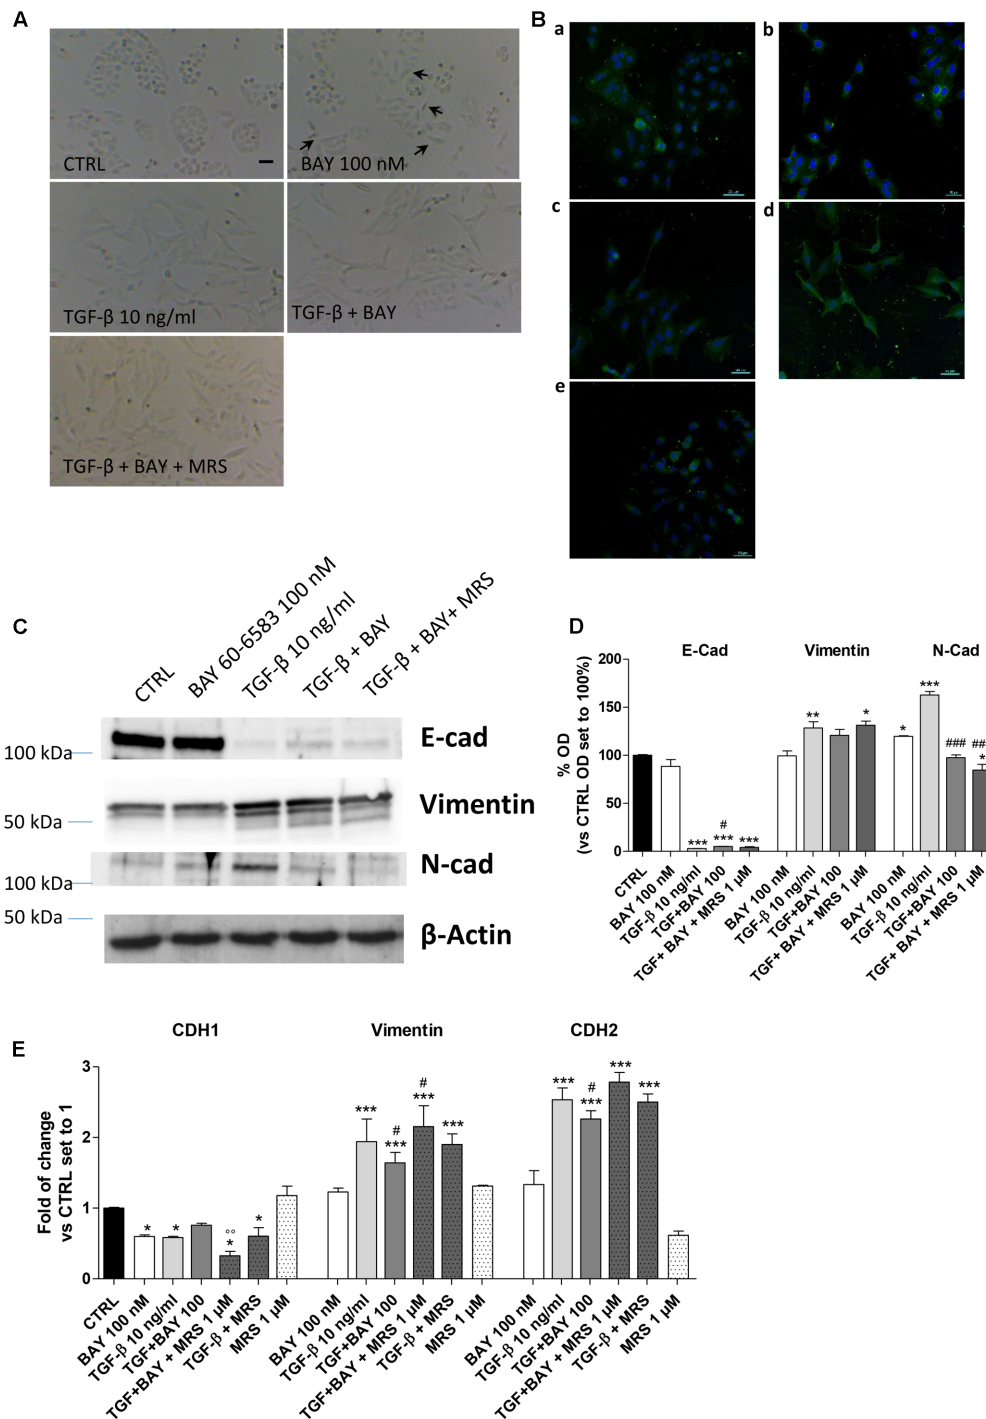 A
CTRL
BAY 100 nM
TGF-β 10 ng/ml
TGF-β + BAY
TGF-β + BAY + MRS
B
a
b
c
d
e
C
CTRL
BAY 60-6583 100 nM
TGF-β 10 ng/ml
TGF-β + BAY
TGF-β + BAY+ MRS
100 kDa
E-cad
50 kDa
Vimentin
100 kDa
N-cad
50 kDa
β-Actin
D
E-Cad
Vimentin
N-Cad
% OD
(vs CTRL OD set to 100%)
200
150
100
50
0
***
#
***
***
**
*
*
***
###
##
*
CTRL
BAY 100 nM
TGF-β 10 ng/ml
TGF+BAY 100
TGF+ BAY + MRS 1 µM
BAY 100 nM
TGF-β 10 ng/ml
TGF+BAY 100
TGF+ BAY + MRS 1 µM
BAY 100 nM
TGF-β 10 ng/ml
TGF+BAY 100
TGF+ BAY + MRS 1 µM
E
CDH1
Vimentin
CDH2
Fold of change
vs CTRL set to 1
3
2
1
0
*
*
°°
*
*
***
#
***
#
***
***
***
#
***
***
***
CTRL
BAY 100 nM
TGF-β 10 ng/ml
TGF+BAY 100
TGF+BAY + MRS 1 µM
TGF-β + MRS
MRS 1 µM
BAY 100 nM
TGF-β 10 ng/ml
TGF+BAY 100
TGF+BAY + MRS 1 µM
TGF-β + MRS
MRS 1 µM
BAY 100 nM
TGF-β 10 ng/ml
TGF+BAY 100
TGF+BAY + MRS 1 µM
TGF-β + MRS
MRS 1 µM